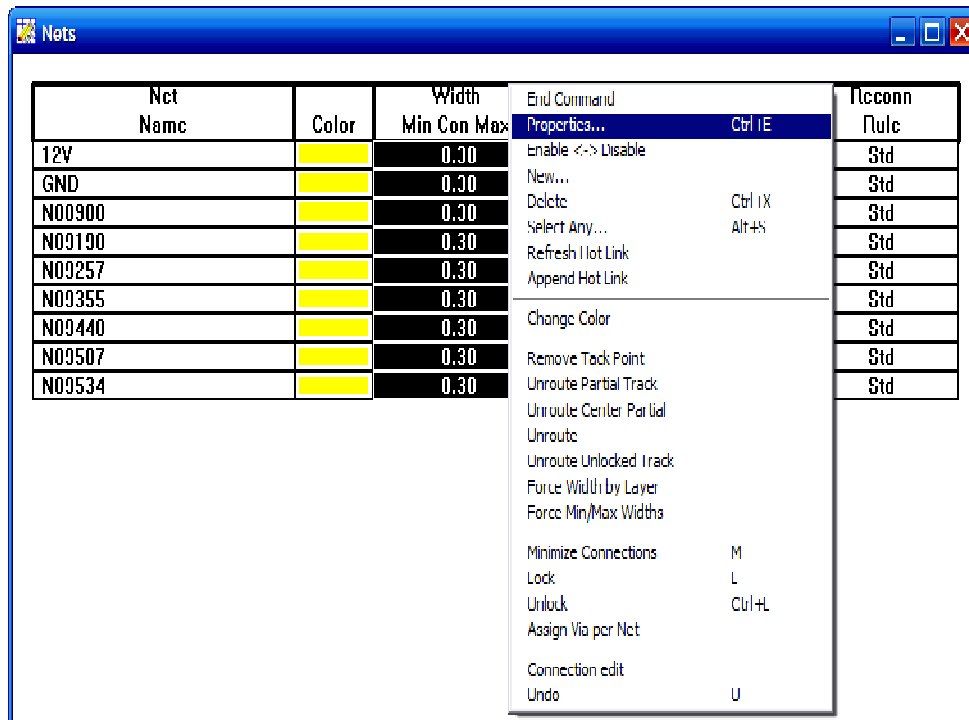 Nets
Net Name Color Width Min Con Max Reconn Rule
12V 0.30 Std
GND 0.30 Std
N00900 0.30 Std
N09190 0.30 Std
N09257 0.30 Std
N09355 0.30 Std
N09440 0.30 Std
N09507 0.30 Std
N09534 0.30 Std
End Command
Properties... Ctrl+E
Enable <-> Disable
New...
Delete Ctrl+X
Select Any... Alt+S
Refresh Hot Link
Append Hot Link
Change Color
Remove Tack Point
Unroute Partial Track
Unroute Center Partial
Unroute
Unroute Unlocked Track
Force Width by Layer
Force Min/Max Widths
Minimize Connections M
Lock L
Unlock Ctrl+L
Assign Via per Net
Connection edit
Undo U